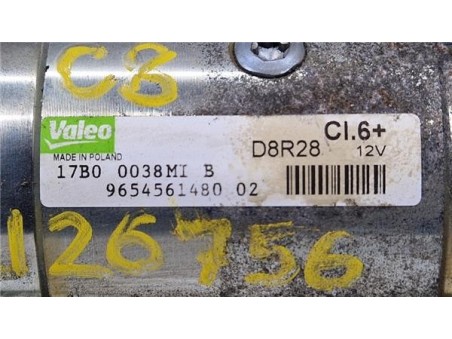 C8
Valeo
MADE IN POLAND
D8R28
Cl.6+
12V
17B0 0038MI B
9654561480 02
126756